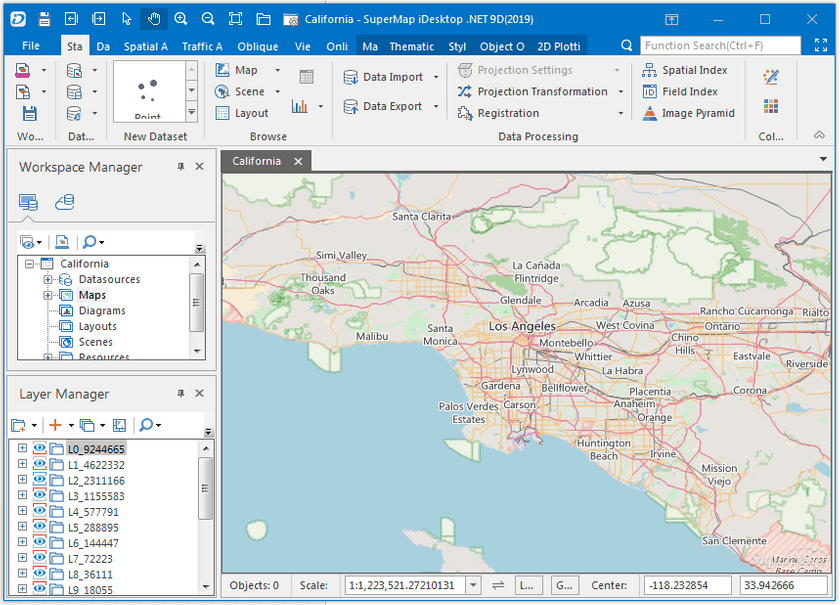 California - SuperMap iDesktop .NET 9D(2019)
File Sta Da Spatial A Traffic A Oblique Vie Onli Ma Thematic Styl Object O 2D Plotti Function Search(Ctrl+F)
Map Data Import Projection Settings Spatial Index
Scene Projection Transformation Field Index
Point Layout Data Export Registration Image Pyramid
Wo... Dat... New Dataset Browse Data Processing Col...
Workspace Manager
California
Datasources
Maps
Diagrams
Layouts
Scenes
Resources
Layer Manager
L0_9244665
L1_4622332
L2_2311166
L3_1155583
L4_577791
L5_288895
L6_144447
L7_72223
L8_36111
L9_18055
California
Santa Clarita
Simi Valley
La Cañada
Flintridge
Thousand
Oaks
Glendale
Arcadia
Azusa
Rancho Cucamonga
Rialto
Malibu
Santa
Monica
Los Angeles
West Covina
Ontario
Montebello
Chino
Hills
Whittier
Eastvale
Riverside
Lynwood
La Habra
Gardena
Bellflower
Placentia
Corona
Palos Verdes
Estates
Carson
Anaheim
Orange
Huntington
Beach
Irvine
Mission
Viejo
San Clemente
Marine Corps
Base Camp
Objects: 0 Scale: 1:1,223,521.27210131 L... G... Center: -118.232854 33.942666